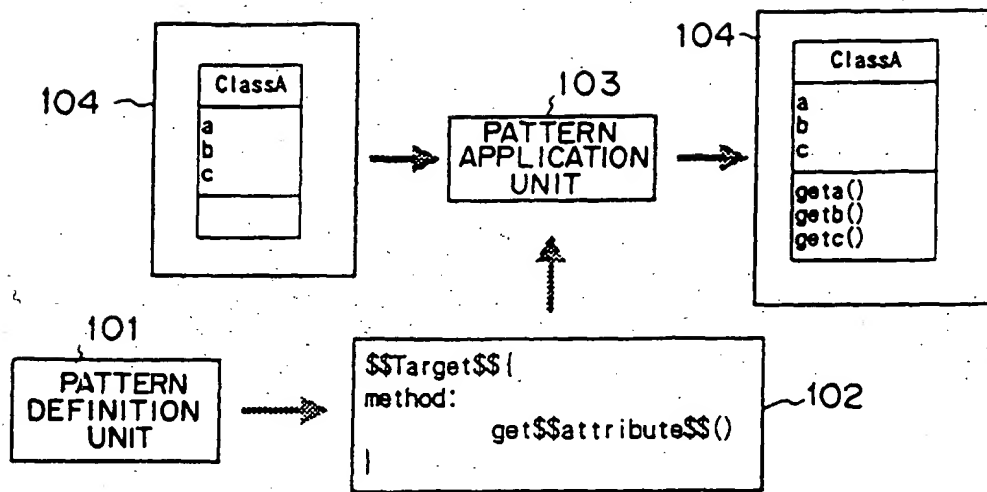 104
ClassA
a
b
c
103
PATTERN
APPLICATION
UNIT
104
ClassA
a
b
c
geta()
getb()
getc()
101
PATTERN
DEFINITION
UNIT
$$Target$${
method:
get$$attribute$$()
}
102